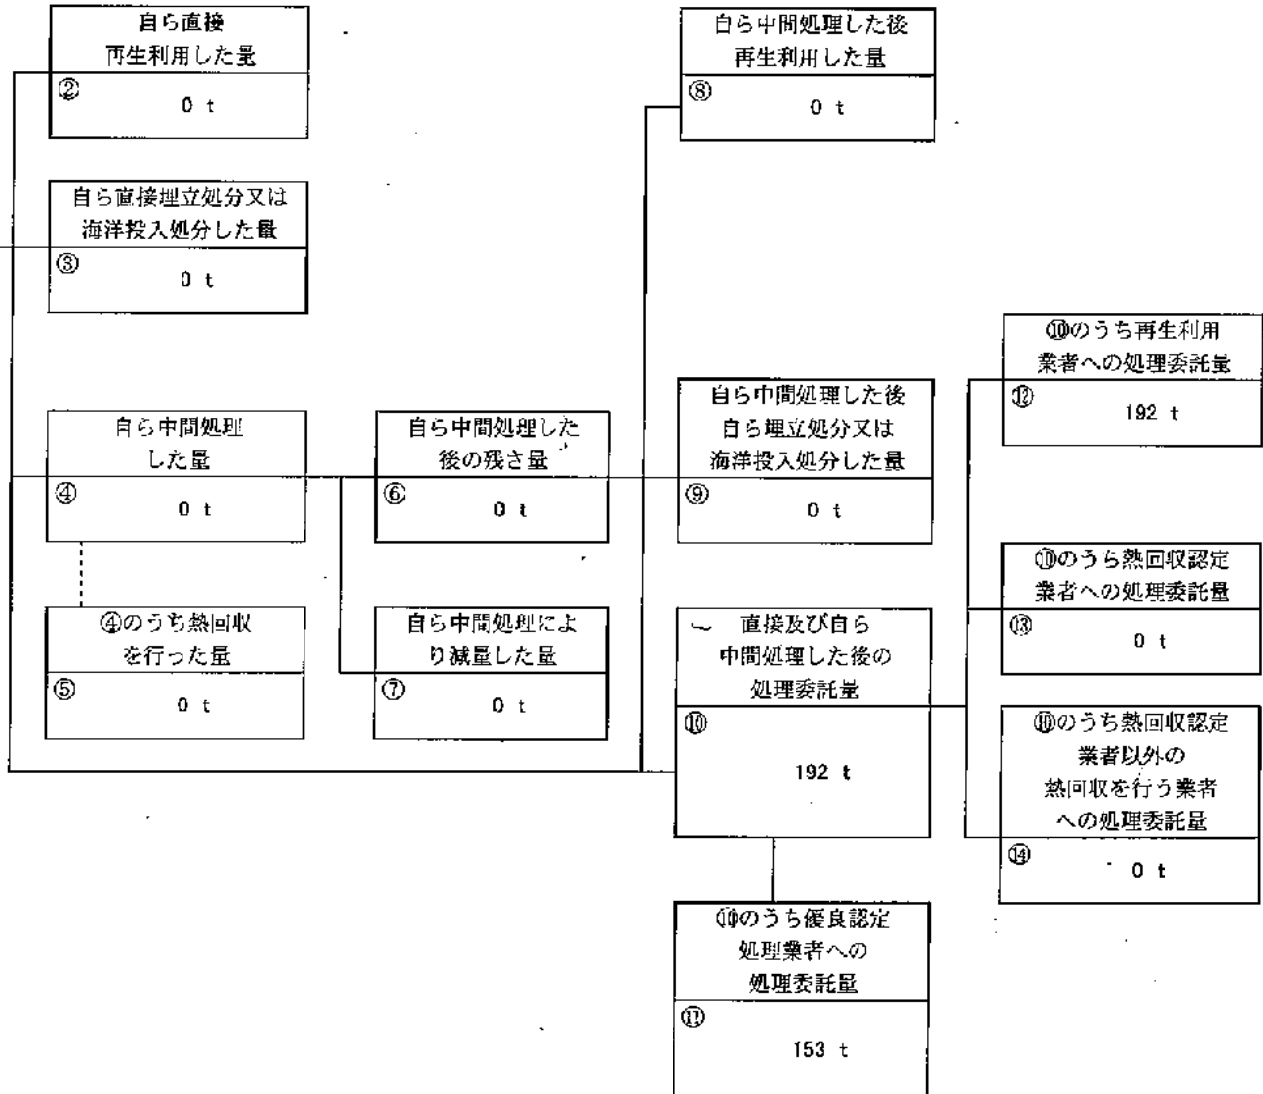 自ら直接
再生利用した量
②
0 t
自ら中間処理した後
再生利用した量
⑧
0 t
自ら直接埋立処分又は
海洋投入処分した量
③
0 t
⑩のうち再生利用
業者への処理委託量
⑫
192 t
自ら中間処理
した量
④
0 t
自ら中間処理した
後の残さ量
⑥
0 t
自ら中間処理した後
自ら埋立処分又は
海洋投入処分した量
⑨
0 t
⑩のうち熱回収認定
業者への処理委託量
⑬
0 t
④のうち熱回収
を行った量
⑤
0 t
自ら中間処理によ
り減量した量
⑦
0 t
直接及び自ら
中間処理した後の
処理委託量
⑩
192 t
⑩のうち熱回収認定
業者以外の
熱回収を行う業者
への処理委託量
⑭
0 t
⑩のうち優良認定
処理業者への
処理委託量
⑪
153 t